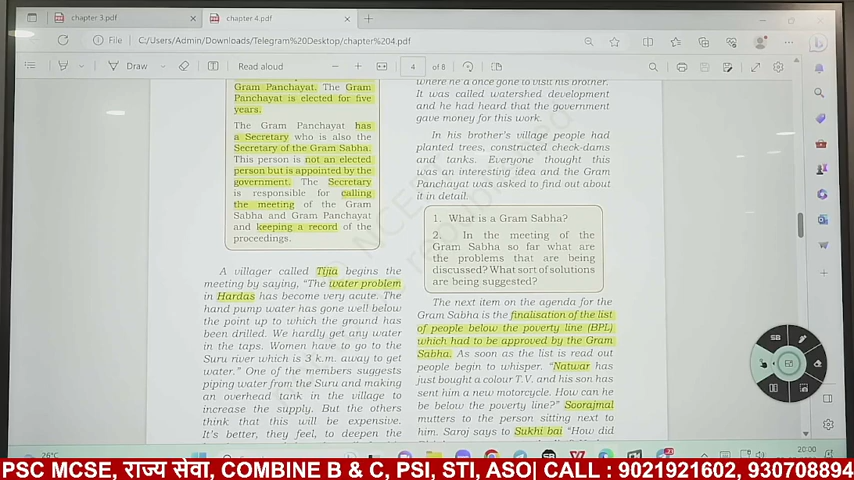 chapter 3.pdf
chapter 4.pdf
File
C:/Users/Admin/Downloads/Telegram%20Desktop/chapter%204.pdf
Draw
Read aloud
4 of 8
Gram Panchayat. The Gram
Panchayat is elected for five
years.
The Gram Panchayat has
a Secretary who is also the
Secretary of the Gram Sabha.
This person is not an elected
person but is appointed by the
government. The Secretary
is responsible for calling
the meeting of the Gram
Sabha and Gram Panchayat
and keeping a record of the
proceedings.
A villager called Tijia begins the
meeting by saying, “The water problem
in Hardas has become very acute. The
hand pump water has gone well below
the point up to which the ground has
been drilled. We hardly get any water
in the taps. Women have to go to the
Suru river which is 3 k.m. away to get
water.” One of the members suggests
piping water from the Suru and making
an overhead tank in the village to
increase the supply. But the others
think that this will be expensive.
It’s better, they feel, to deepen the
where he a once gone to visit his brother.
It was called watershed development
and he had heard that the government
gave money for this work.
In his brother’s village people had
planted trees, constructed check-dams
and tanks. Everyone thought this
was an interesting idea and the Gram
Panchayat was asked to find out about
it in detail.
1. What is a Gram Sabha?
2. In the meeting of the
Gram Sabha so far what are
the problems that are being
discussed? What sort of solutions
are being suggested?
The next item on the agenda for the
Gram Sabha is the finalisation of the list
of people below the poverty line (BPL)
which had to be approved by the Gram
Sabha. As soon as the list is read out
people begin to whisper. “Natwar has
just bought a colour T.V. and his son has
sent him a new motorcycle. How can he
be below the poverty line?” Soorajmal
mutters to the person sitting next to
him. Saroj says to Sukhi bai “How did
SB
26°C
20:00
PSC MCSE, राज्य सेवा, COMBINE B & C, PSI, STI, ASO| CALL : 9021921602, 930708894